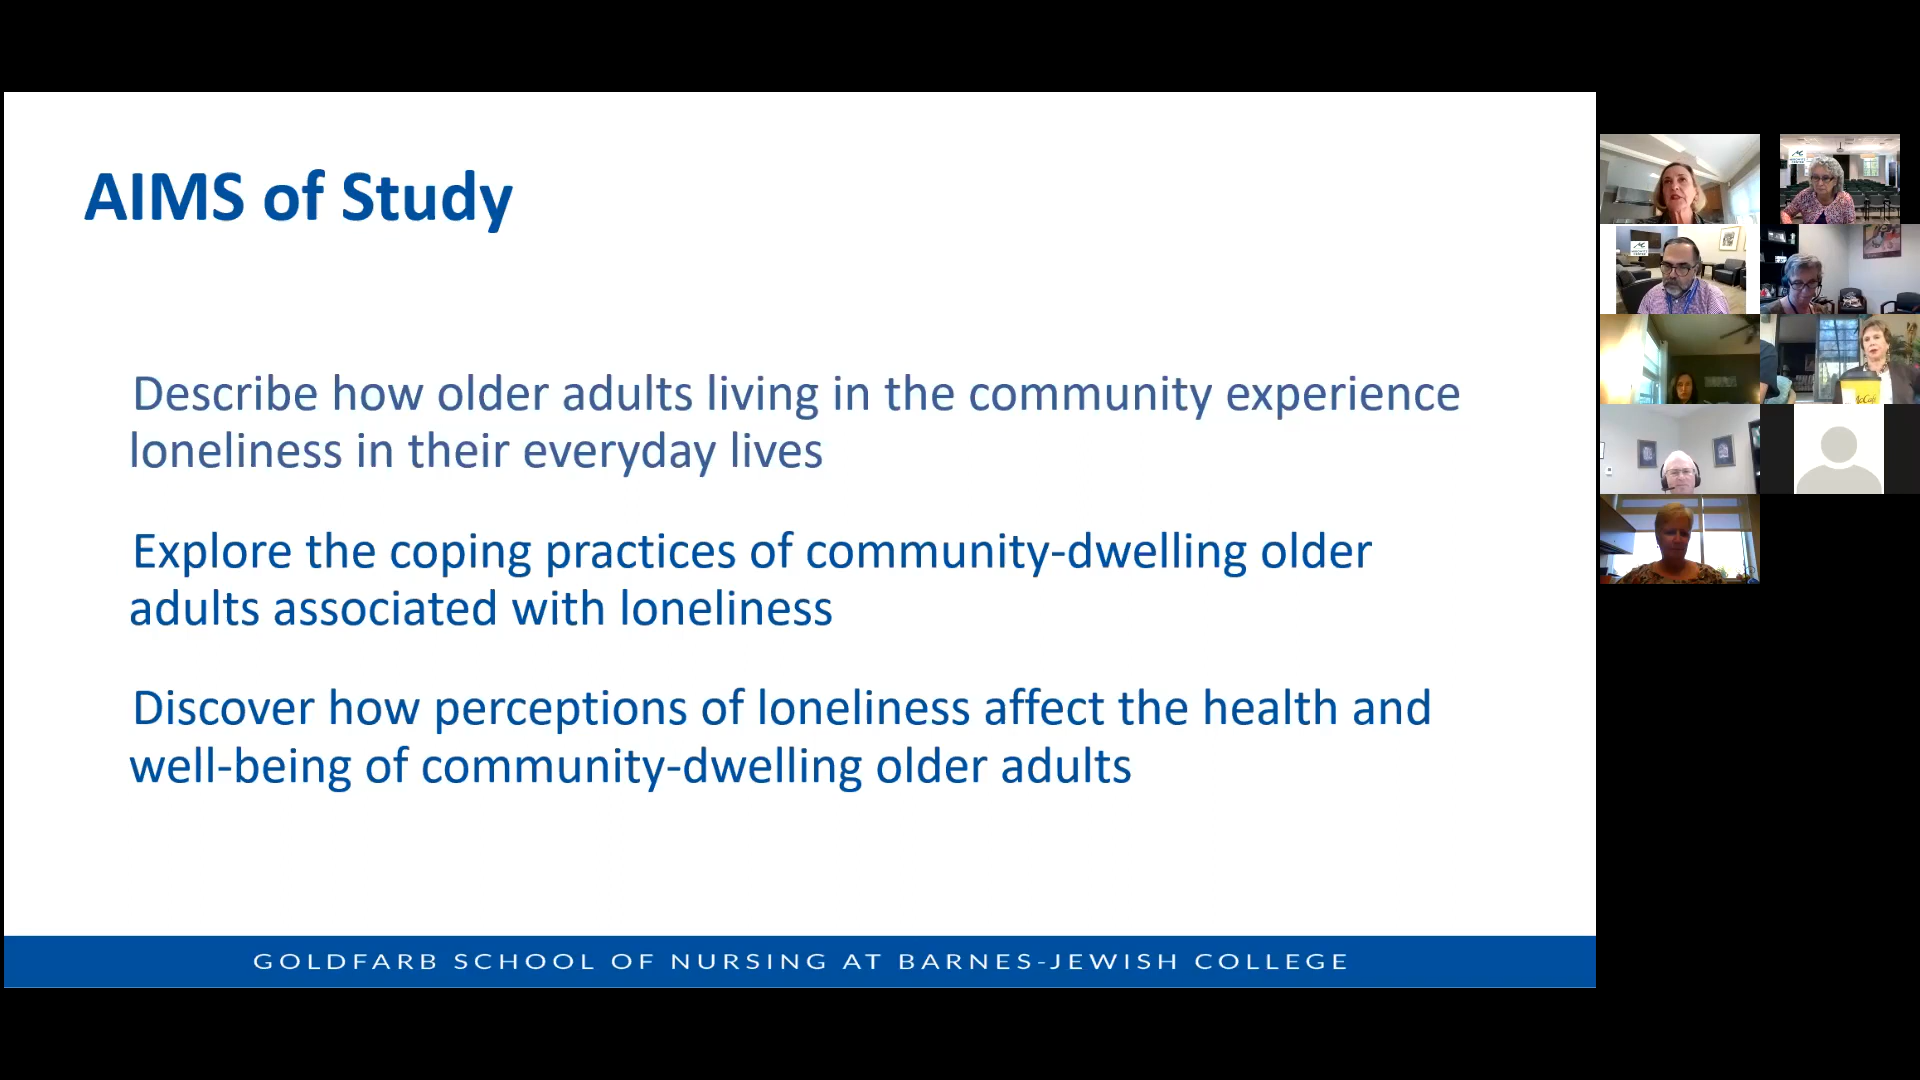 AIMS of Study
Describe how older adults living in the community experience
loneliness in their everyday lives
Explore the coping practices of community-dwelling older
adults associated with loneliness
Discover how perceptions of loneliness affect the health and
well-being of community-dwelling older adults
GOLDFARB SCHOOL OF NURSING AT BARNES-JEWISH COLLEGE
McCafé